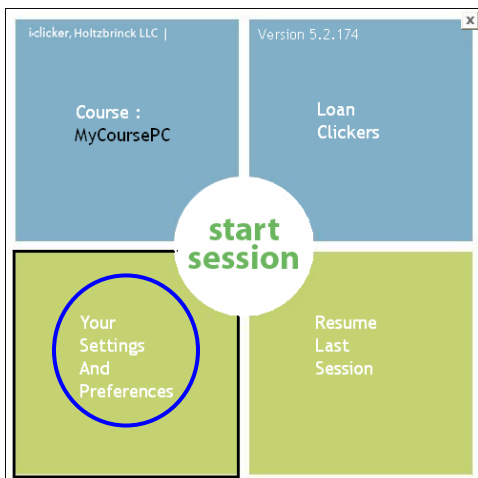 i-clicker, Holtzbrinck LLC |
Version 5.2.174
x
Course :
MyCoursePC
Loan
Clickers
start
session
Your
Settings
And
Preferences
Resume
Last
Session